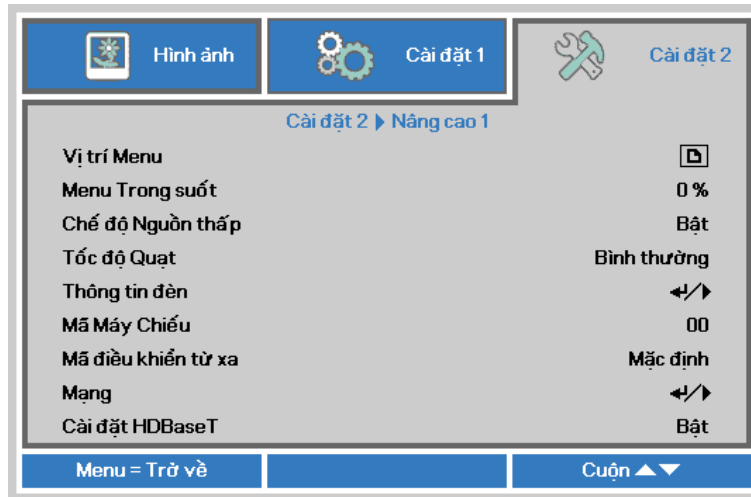 Hình ảnh Cài đặt 1 Cài đặt 2
Cài đặt 2 Nâng cao 1
Vị trí Menu
Menu Trong suốt 0 %
Chế độ Nguồn thấp Bật
Tốc độ Quạt Bình thường
Thông tin đèn
Mã Máy Chiếu 00
Mã điều khiển từ xa Mặc định
Mạng
Cài đặt HDBaseT Bật
Menu = Trở về Cuộn